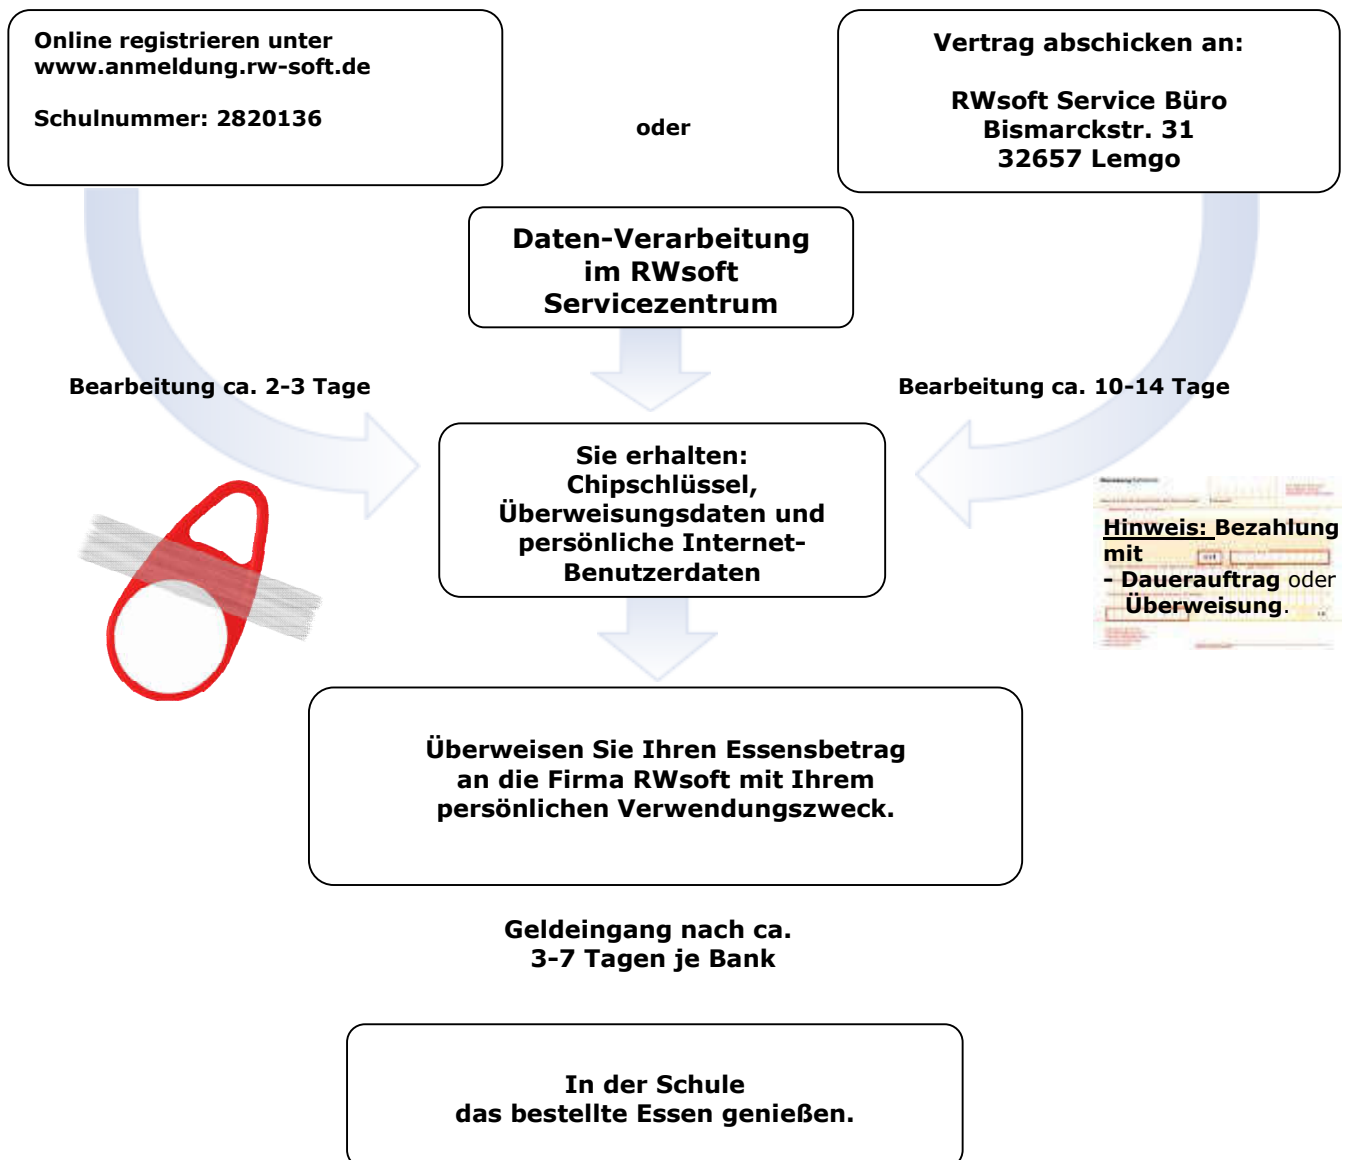 Online registrieren unter
www.anmeldung.rw-soft.de
Schulnummer: 2820136
oder
Vertrag abschicken an:
RWsoft Service Büro
Bismarckstr. 31
32657 Lemgo
Daten-Verarbeitung
im RWsoft
Servicezentrum
Bearbeitung ca. 2-3 Tage
Bearbeitung ca. 10-14 Tage
Sie erhalten:
Chipschlüssel,
Überweisungsdaten und
persönliche Internet-
Benutzerdaten
Hinweis: Bezahlung
mit
- Dauerauftrag oder
Überweisung.
Überweisen Sie Ihren Essensbetrag
an die Firma RWsoft mit Ihrem
persönlichen Verwendungszweck.
Geldeingang nach ca.
3-7 Tagen je Bank
In der Schule
das bestellte Essen genießen.